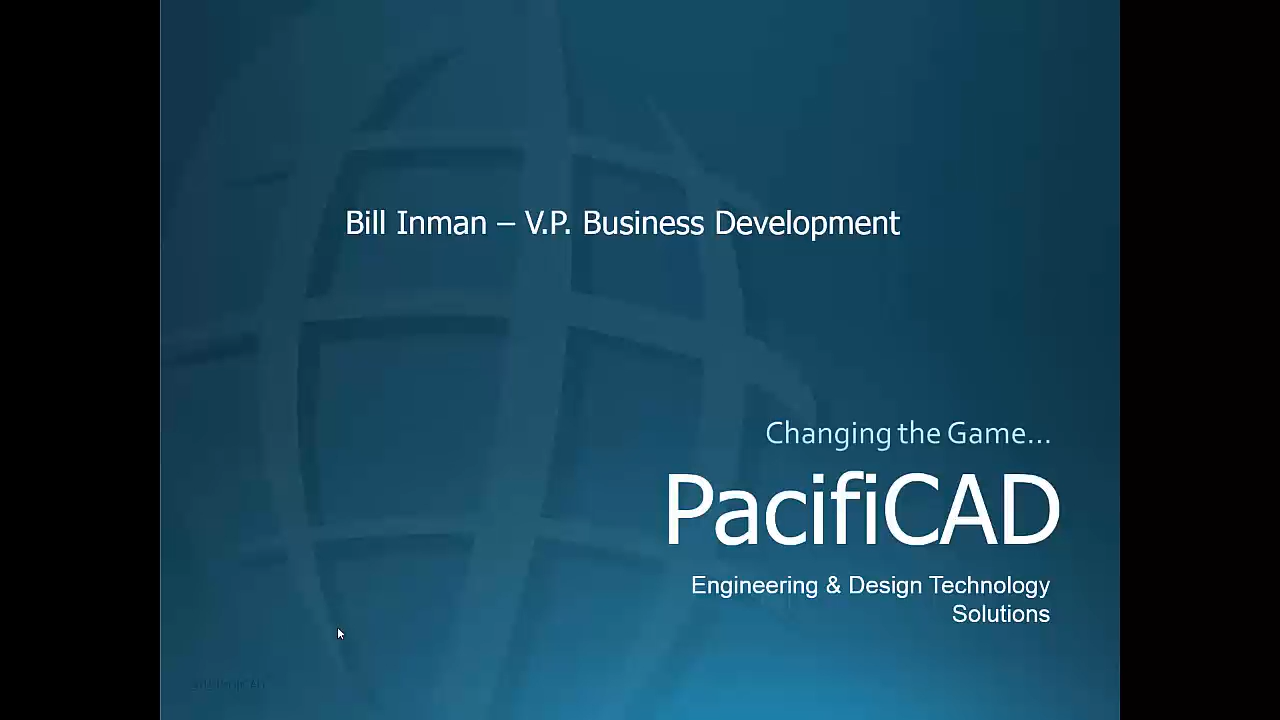 Bill Inman – V.P. Business Development
Changing the Game...
PacifiCAD
Engineering & Design Technology
Solutions